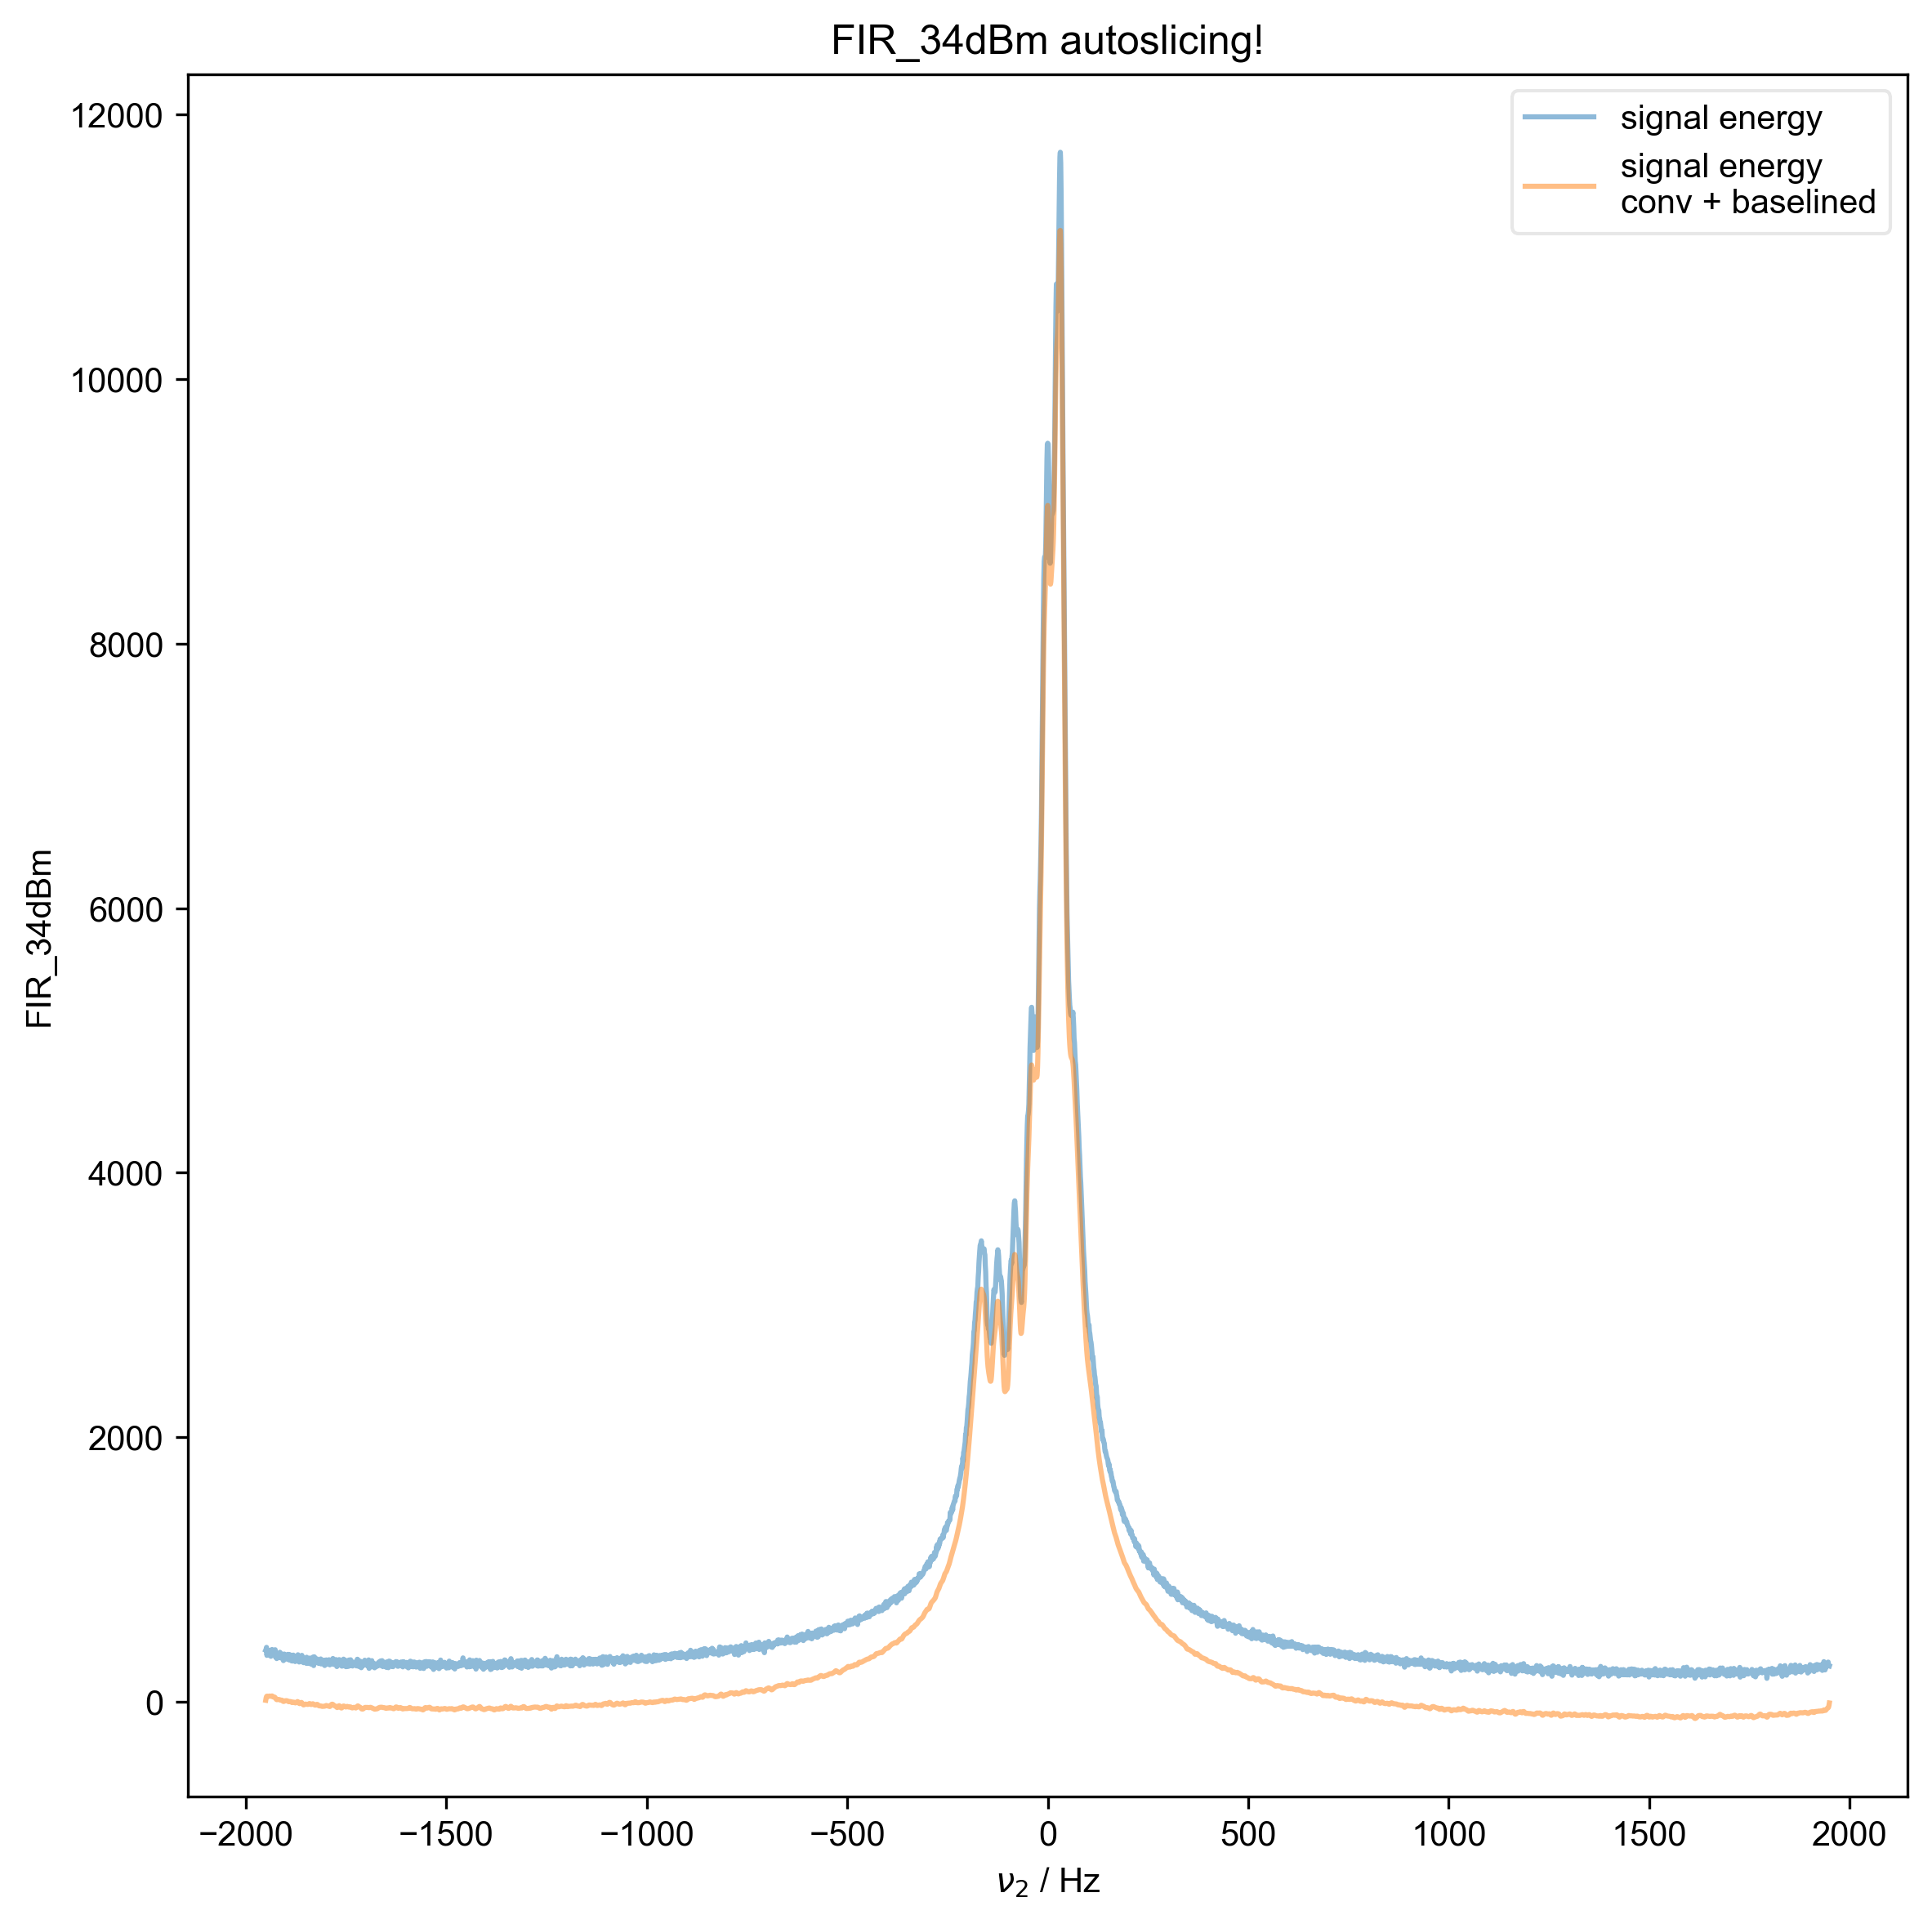 FIR_34dBm autoslicing!
signal energy
signal energy
conv + baselined
12000
10000
8000
6000
4000
2000
0
FIR_34dBm
−2000
−1500
−1000
−500
0
500
1000
1500
2000
ν₂ / Hz